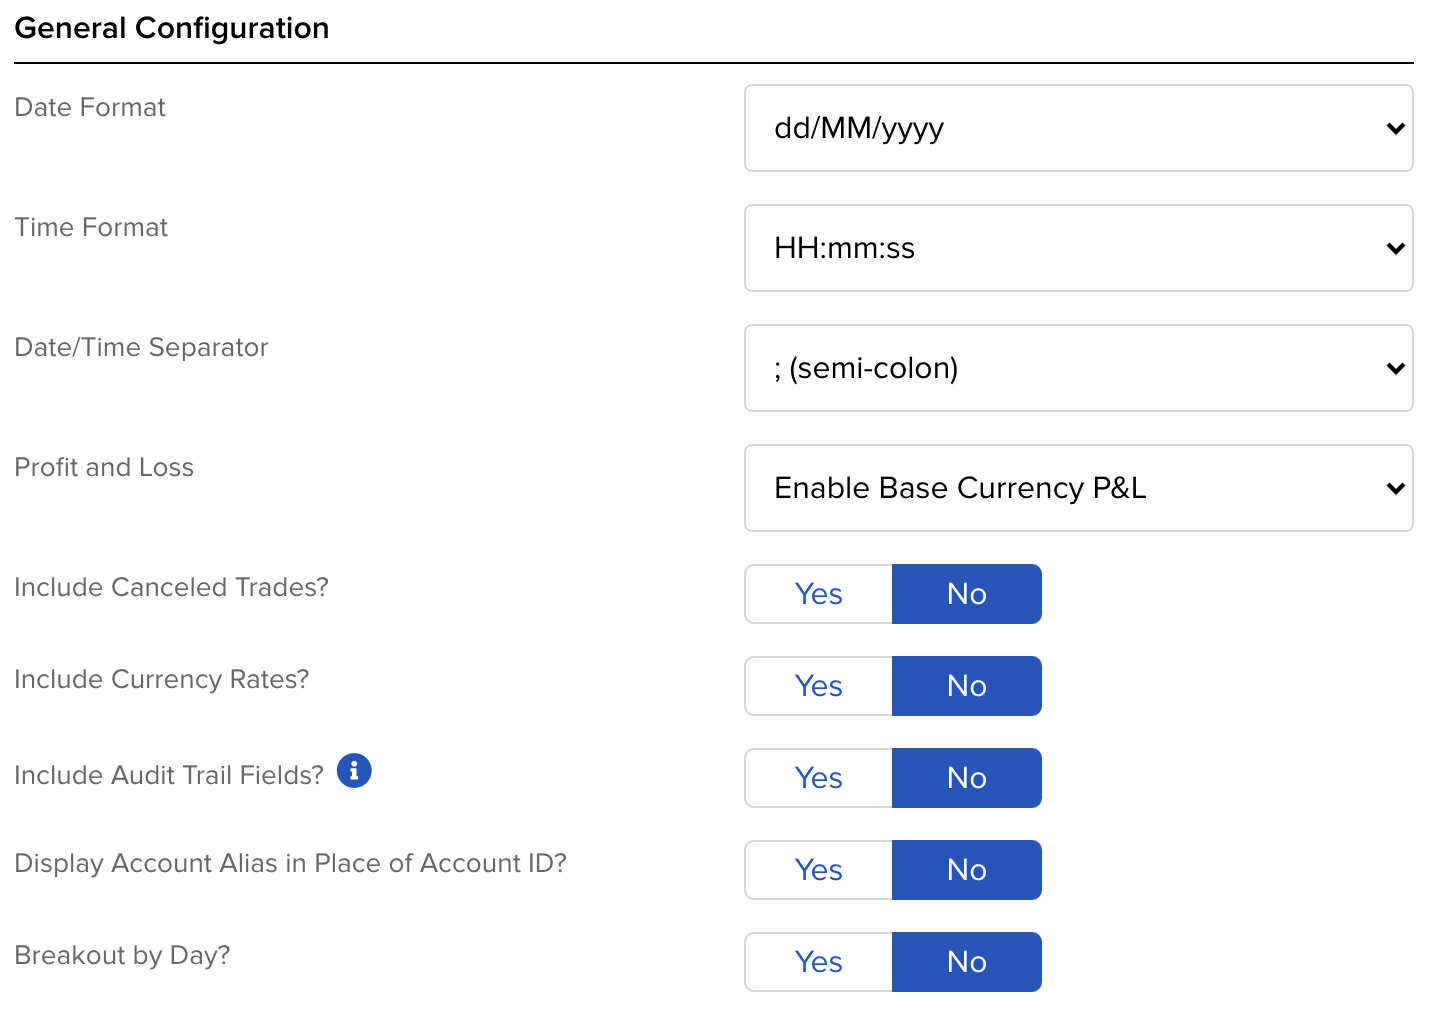 General Configuration
Date Format
dd/MM/yyyy
Time Format
HH:mm:ss
Date/Time Separator
; (semi-colon)
Profit and Loss
Enable Base Currency P&L
Include Canceled Trades?
Yes No
Include Currency Rates?
Yes No
Include Audit Trail Fields?
Yes No
Display Account Alias in Place of Account ID?
Yes No
Breakout by Day?
Yes No